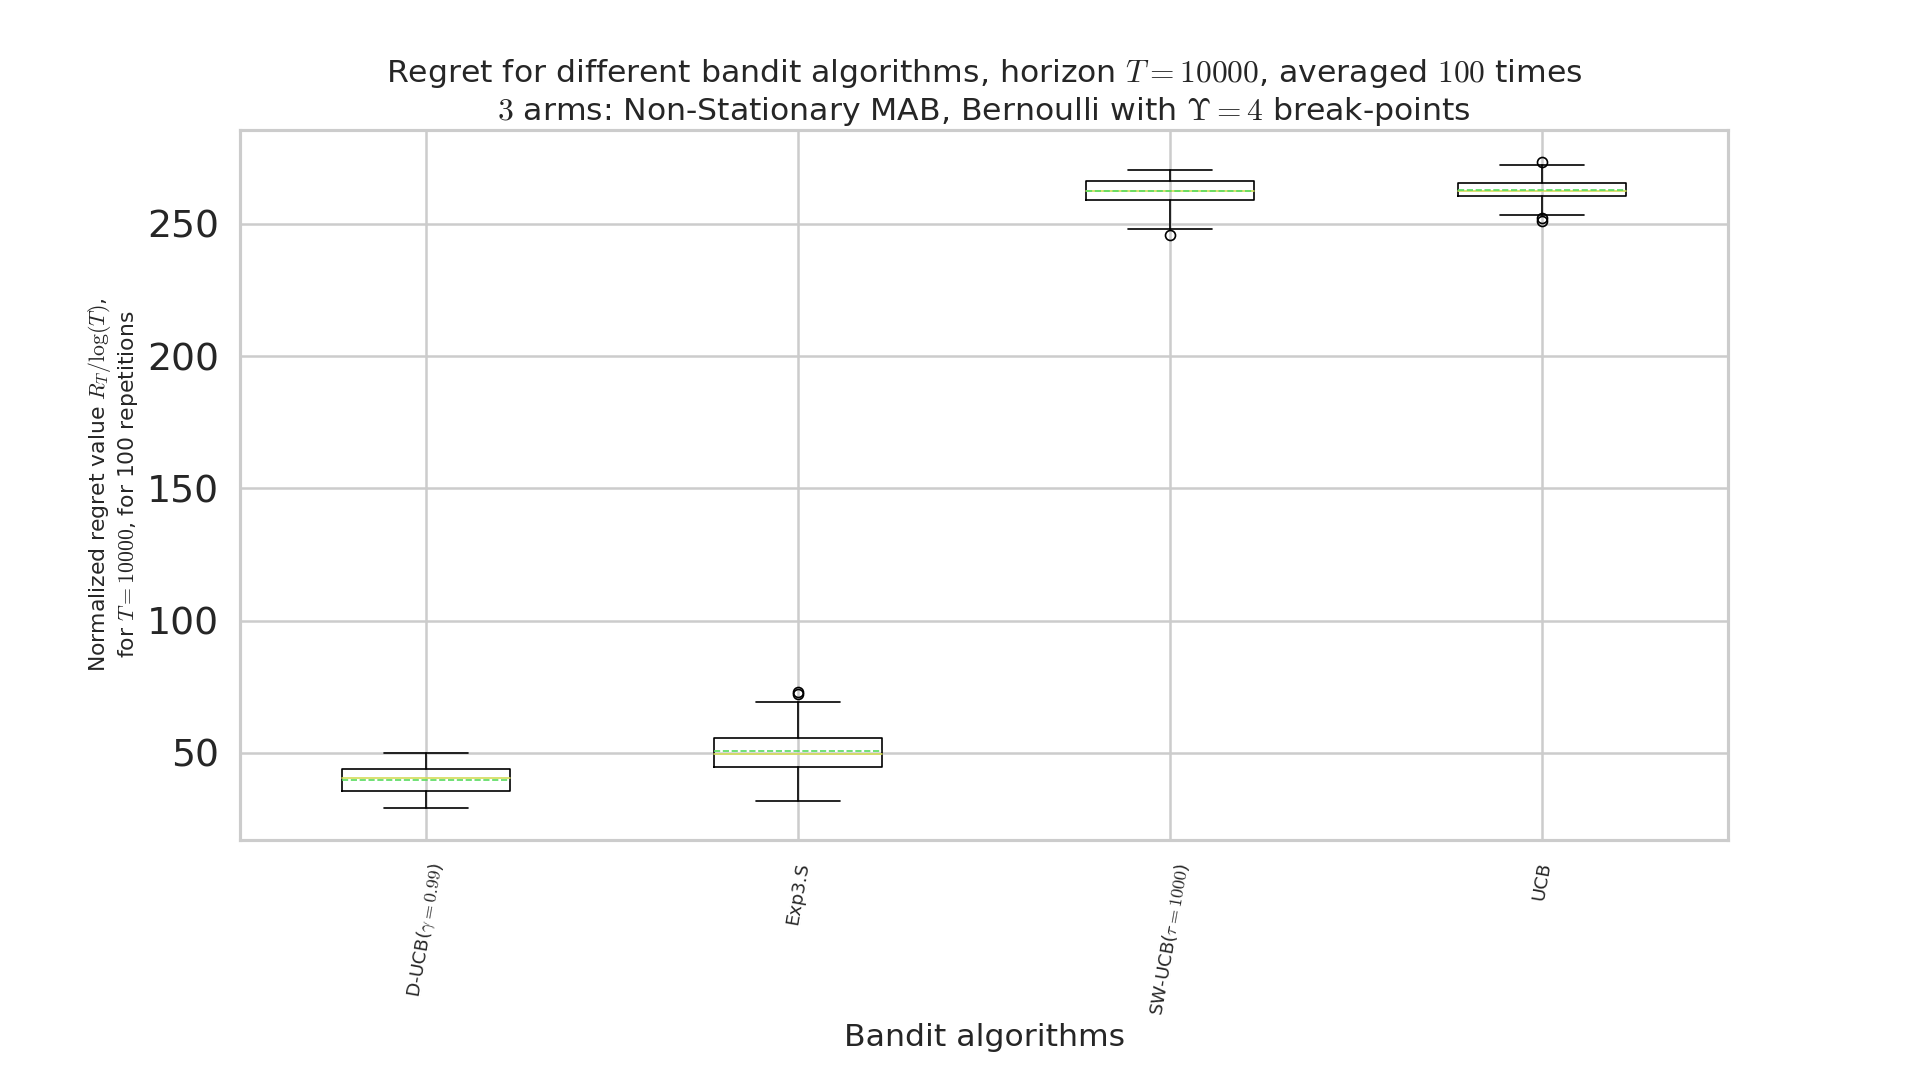 Regret for different bandit algorithms, horizon T = 10000, averaged 100 times
3 arms: Non-Stationary MAB, Bernoulli with ϒ = 4 break-points
Normalized regret value R_T/log(T),
for T = 10000, for 100 repetitions
250
200
150
100
50
D-UCB(γ = 0.99)
Exp3.S
SW-UCB(τ = 1000)
UCB
Bandit algorithms